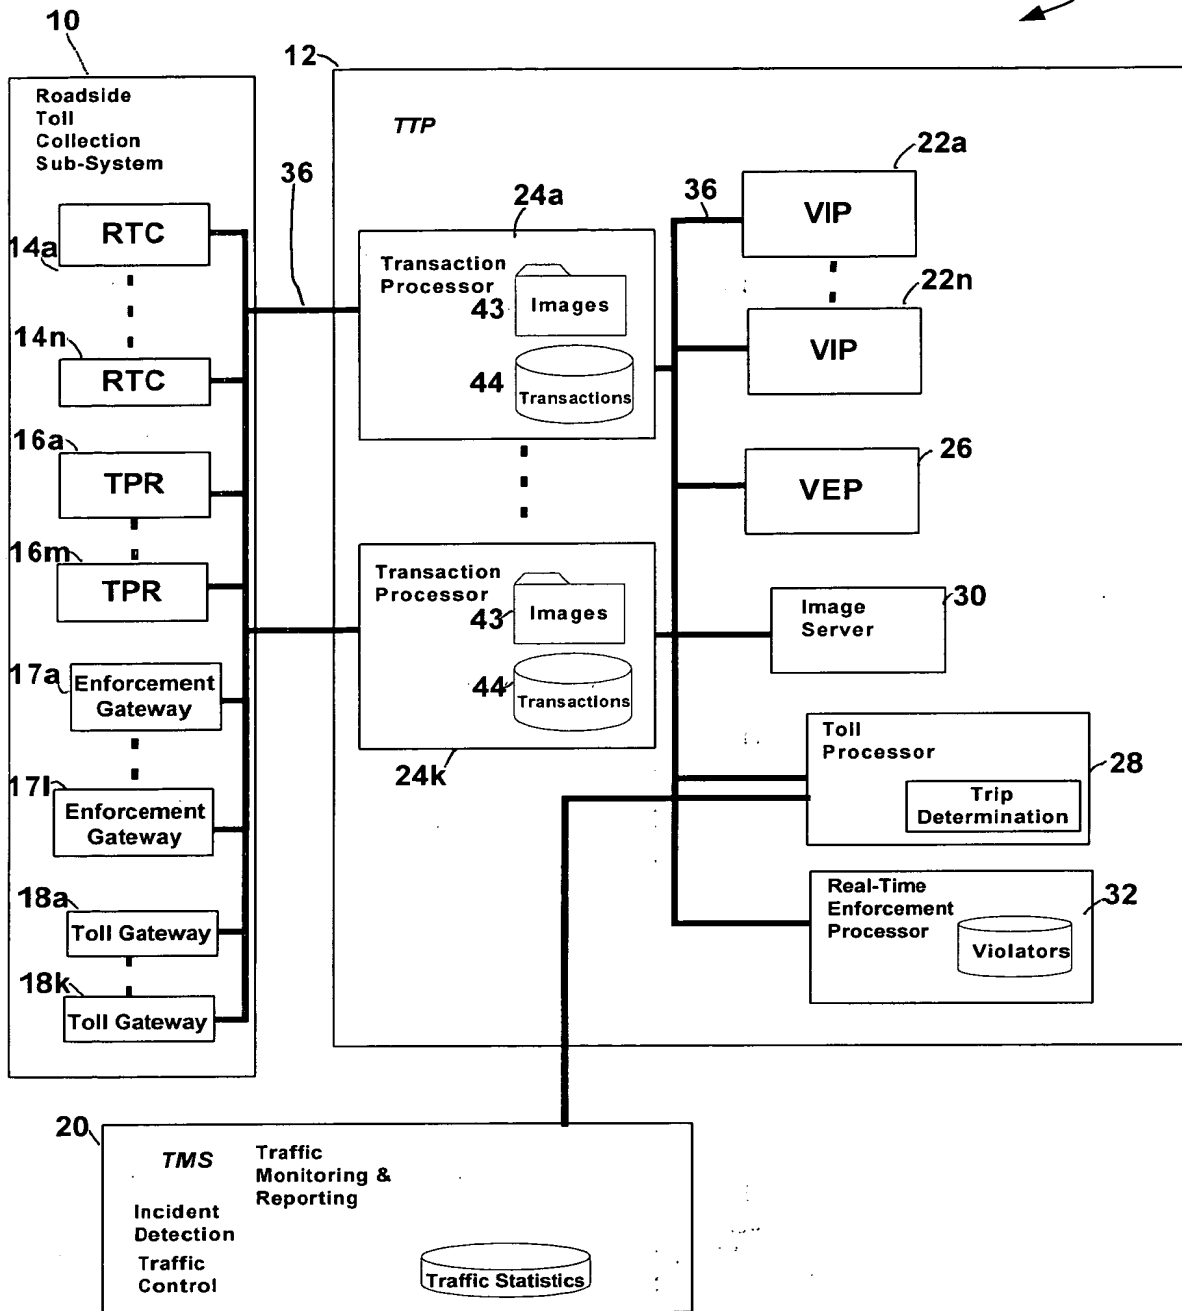 10
Roadside
Toll
Collection
Sub-System
RTC
14a
14n
RTC
16a
TPR
16m
TPR
17a
Enforcement
Gateway
17l
Enforcement
Gateway
18a
Toll Gateway
18k
Toll Gateway
36
12
TTP
24a
Transaction
Processor
43
Images
44
Transactions
Transaction
Processor
43
Images
44
Transactions
24k
36
22a
VIP
22n
VIP
26
VEP
30
Image
Server
Toll
Processor
28
Trip
Determination
Real-Time
Enforcement
Processor
32
Violators
20
TMS
Traffic
Monitoring &
Reporting
Incident
Detection
Traffic
Control
Traffic Statistics